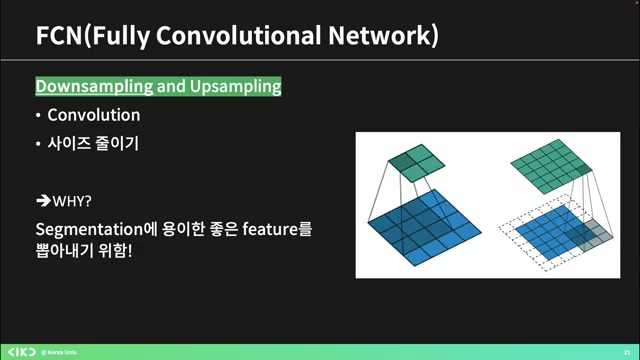 FCN(Fully Convolutional Network)
Downsampling and Upsampling
• Convolution
• 사이즈 줄이기
➔WHY?
Segmentation에 용이한 좋은 feature를
뽑아내기 위함!
@ Korea Univ.
21